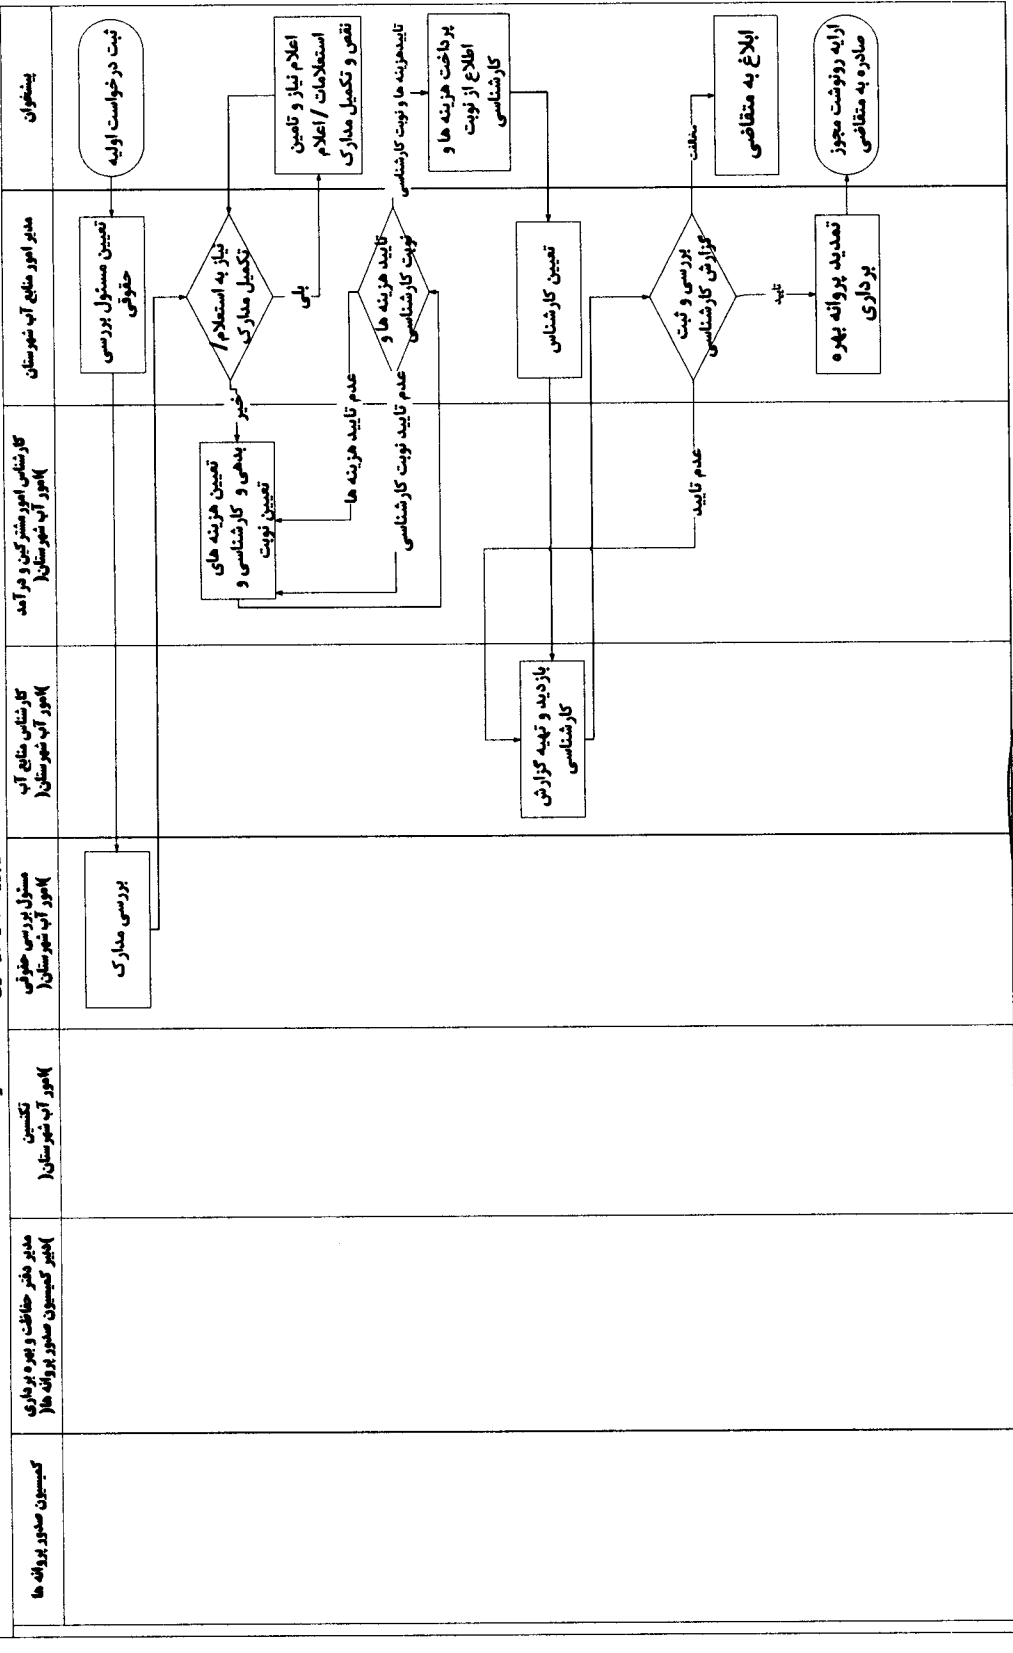 پیشخوان
مدیر امور منابع آب شهرستان
کارشناس امور مشترکین و درآمد
)امور آب شهرستان(
کارشناس منابع آب
)امور آب شهرستان(
مسئول بررسی حقوقی
)امور آب شهرستان(
تکنسین
)امور آب شهرستان(
مدیر دفتر حفاظت و بهره برداری
)دبیر کمیسیون صدور پروانه ها(
کمیسیون صدور پروانه ها
ثبت درخواست اولیه
تعیین مسئول بررسی
حقوقی
بررسی مدارک
نیاز به استعلام/
تکمیل مدارک
بلی
خیر
اعلام نیاز و تامین
استعلامات / اعلام
نقص و تکمیل مدارک
تعیین هزینه های
بدهی و کارشناسی و
تعیین نوبت
تایید هزینه ها و
نوبت کارشناسی
عدم تایید هزینه ها
عدم تایید نوبت کارشناسی
تاییدهزینه ها و نوبت کارشناسی
پرداخت هزینه ها و
اطلاع از نوبت
کارشناسی
تعیین کارشناس
بازدید و تهیه گزارش
کارشناسی
بررسی و ثبت
گزارش کارشناسی
عدم تایید
مخالفت
تایید
ابلاغ به متقاضی
تمدید پروانه بهره
برداری
ارایه رونوشت مجوز
صادره به متقاضی